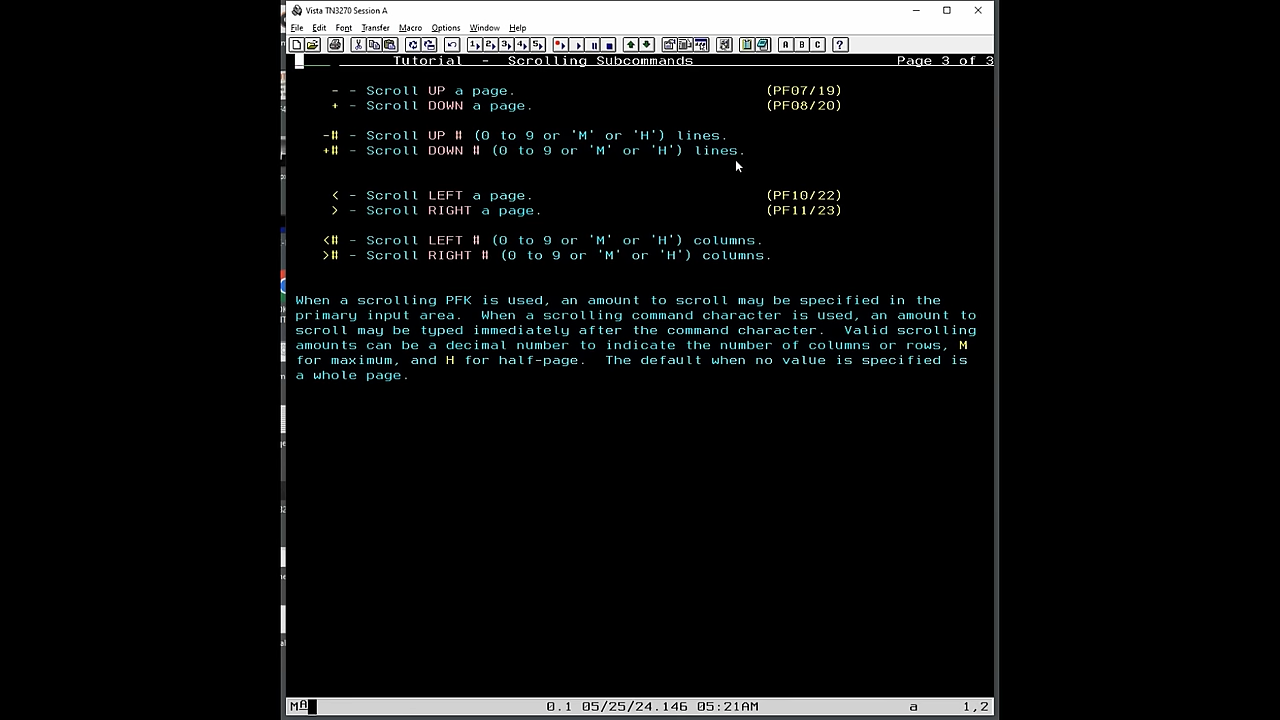 Vista TN3270 Session A
File Edit Font Transfer Macro Options Window Help
1 2 3 4 5 A B C ?
Tutorial - Scrolling Subcommands Page 3 of 3
- - Scroll UP a page. (PF07/19)
+ - Scroll DOWN a page. (PF08/20)
-# - Scroll UP # (0 to 9 or 'M' or 'H') lines.
+# - Scroll DOWN # (0 to 9 or 'M' or 'H') lines.
< - Scroll LEFT a page. (PF10/22)
> - Scroll RIGHT a page. (PF11/23)
<# - Scroll LEFT # (0 to 9 or 'M' or 'H') columns.
># - Scroll RIGHT # (0 to 9 or 'M' or 'H') columns.
When a scrolling PFK is used, an amount to scroll may be specified in the
primary input area. When a scrolling command character is used, an amount to
scroll may be typed immediately after the command character. Valid scrolling
amounts can be a decimal number to indicate the number of columns or rows, M
for maximum, and H for half-page. The default when no value is specified is
a whole page.
MA 0.1 05/25/24.146 05:21AM a 1,2